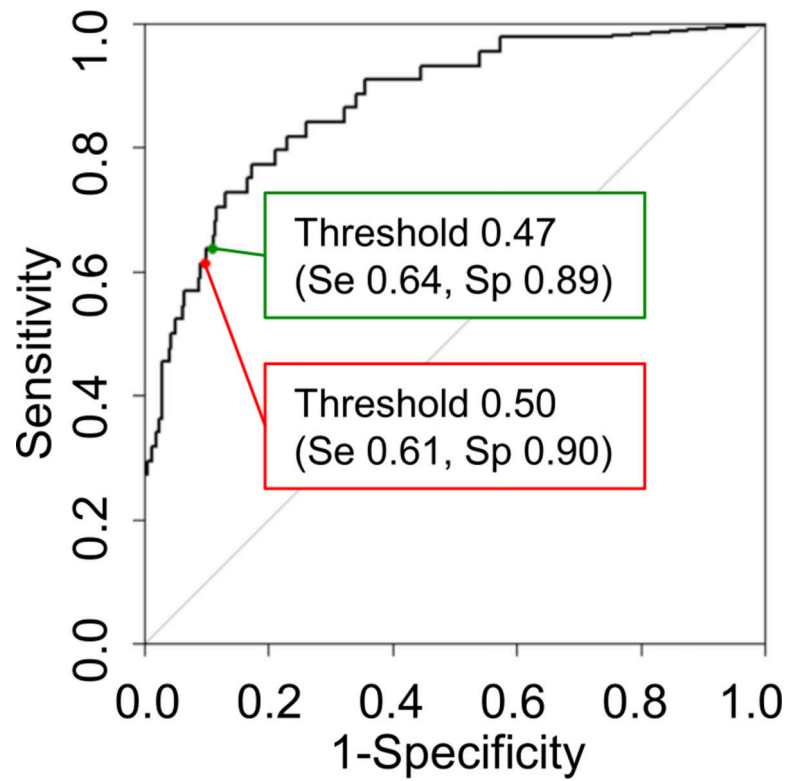 1.0
0.8
0.6
0.4
0.2
0.0
Sensitivity
Threshold 0.47
(Se 0.64, Sp 0.89)
Threshold 0.50
(Se 0.61, Sp 0.90)
0.0 0.2 0.4 0.6 0.8 1.0
1-Specificity